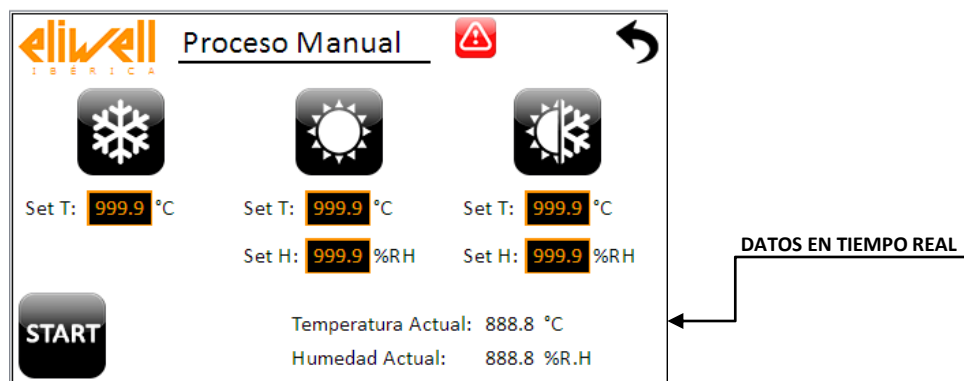 eliwell
IBÉRICA
Proceso Manual
Set T: 999.9 °C
Set T: 999.9 °C
Set T: 999.9 °C
Set H: 999.9 %RH
Set H: 999.9 %RH
DATOS EN TIEMPO REAL
START
Temperatura Actual: 888.8 °C
Humedad Actual: 888.8 %R.H